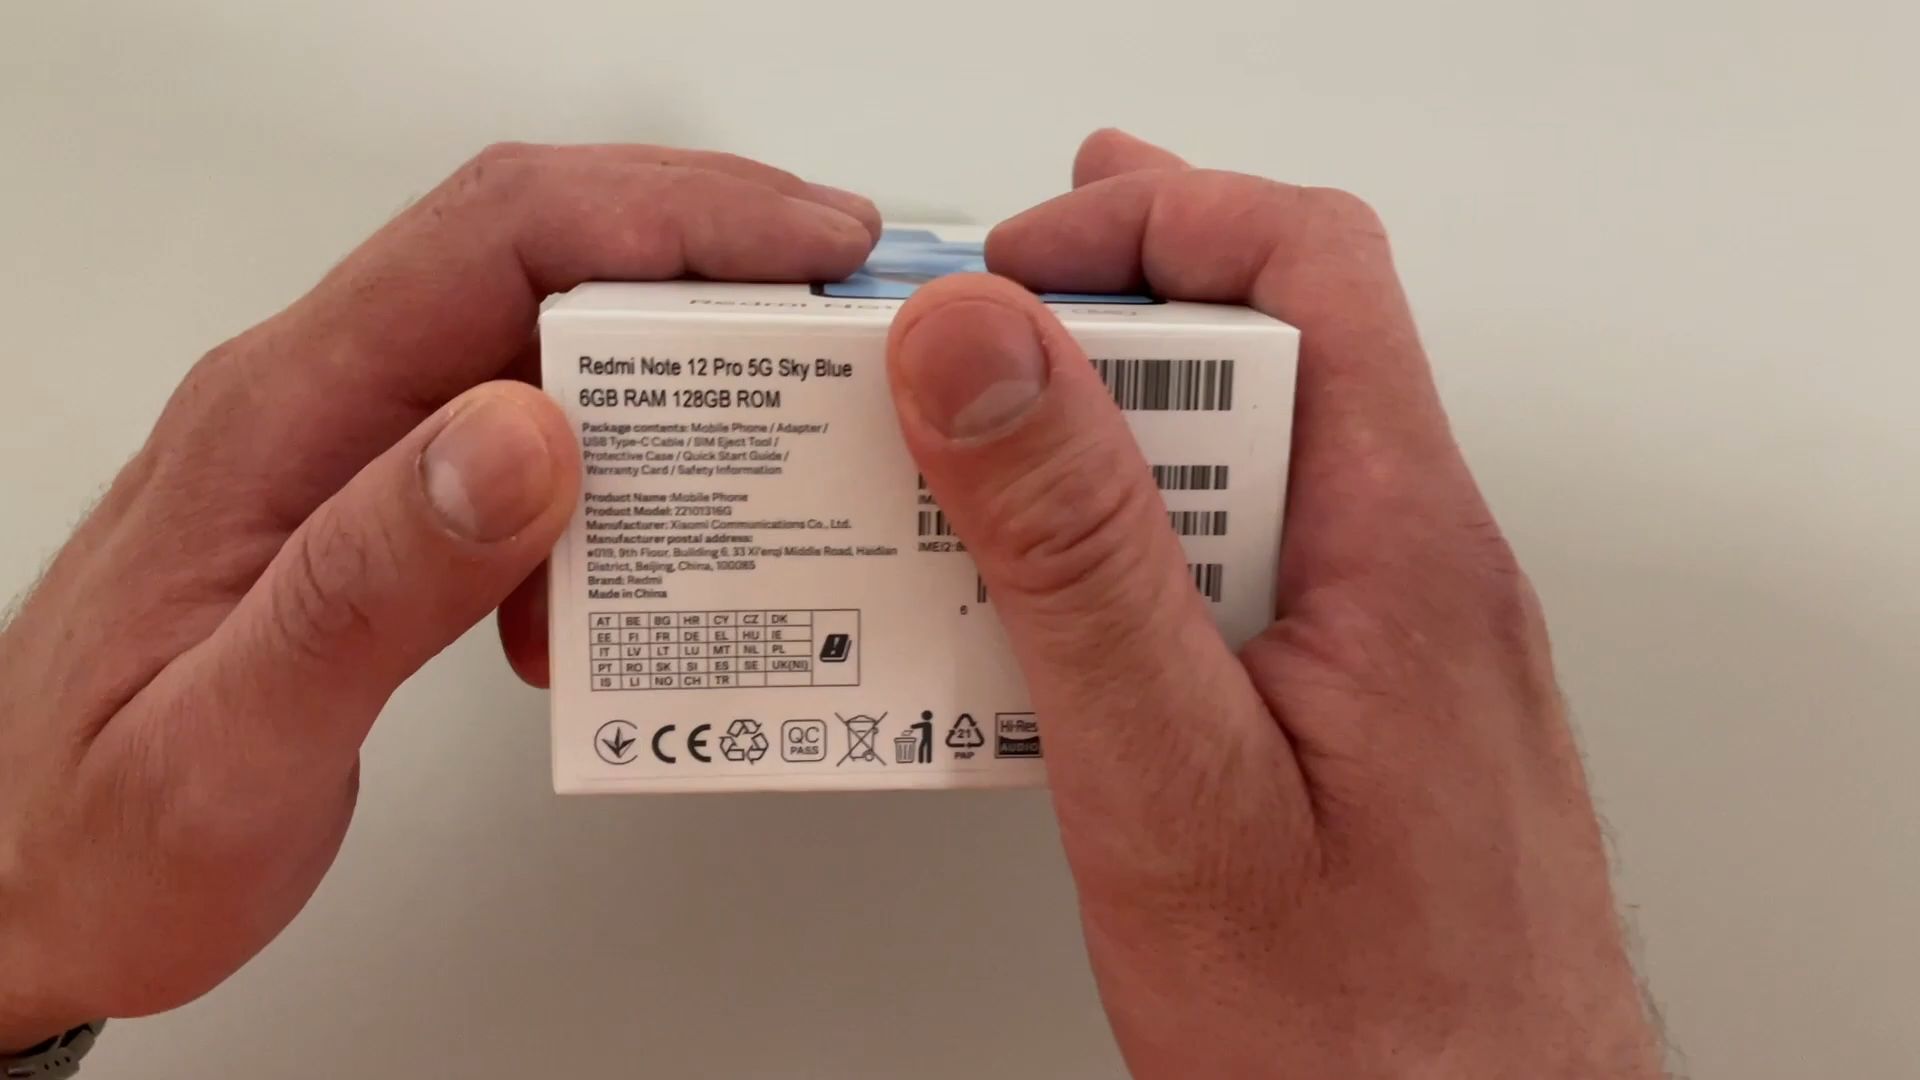 Redmi
Redmi Note 12 Pro 5G Sky Blue
6GB RAM 128GB ROM
Package contents: Mobile Phone / Adapter /
USB Type-C Cable / SIM Eject Tool /
Protective Case / Quick Start Guide /
Warranty Card / Safety Information
Product Name :Mobile Phone
Product Model: 22101316G
Manufacturer: Xiaomi Communications Co., Ltd.
Manufacturer postal address:
#019, 9th Floor, Building 6, 33 Xi'erqi Middle Road, Haidian
District, Beijing, China, 100085
Brand: Redmi
Made in China
IMEI2:
6
AT BE BG HR CY CZ DK
EE FI FR DE EL HU IE
IT LV LT LU MT NL PL
PT RO SK SI ES SE UK(NI)
IS LI NO CH TR
CE QC PASS 21 PAP Hi-Res AUDIO